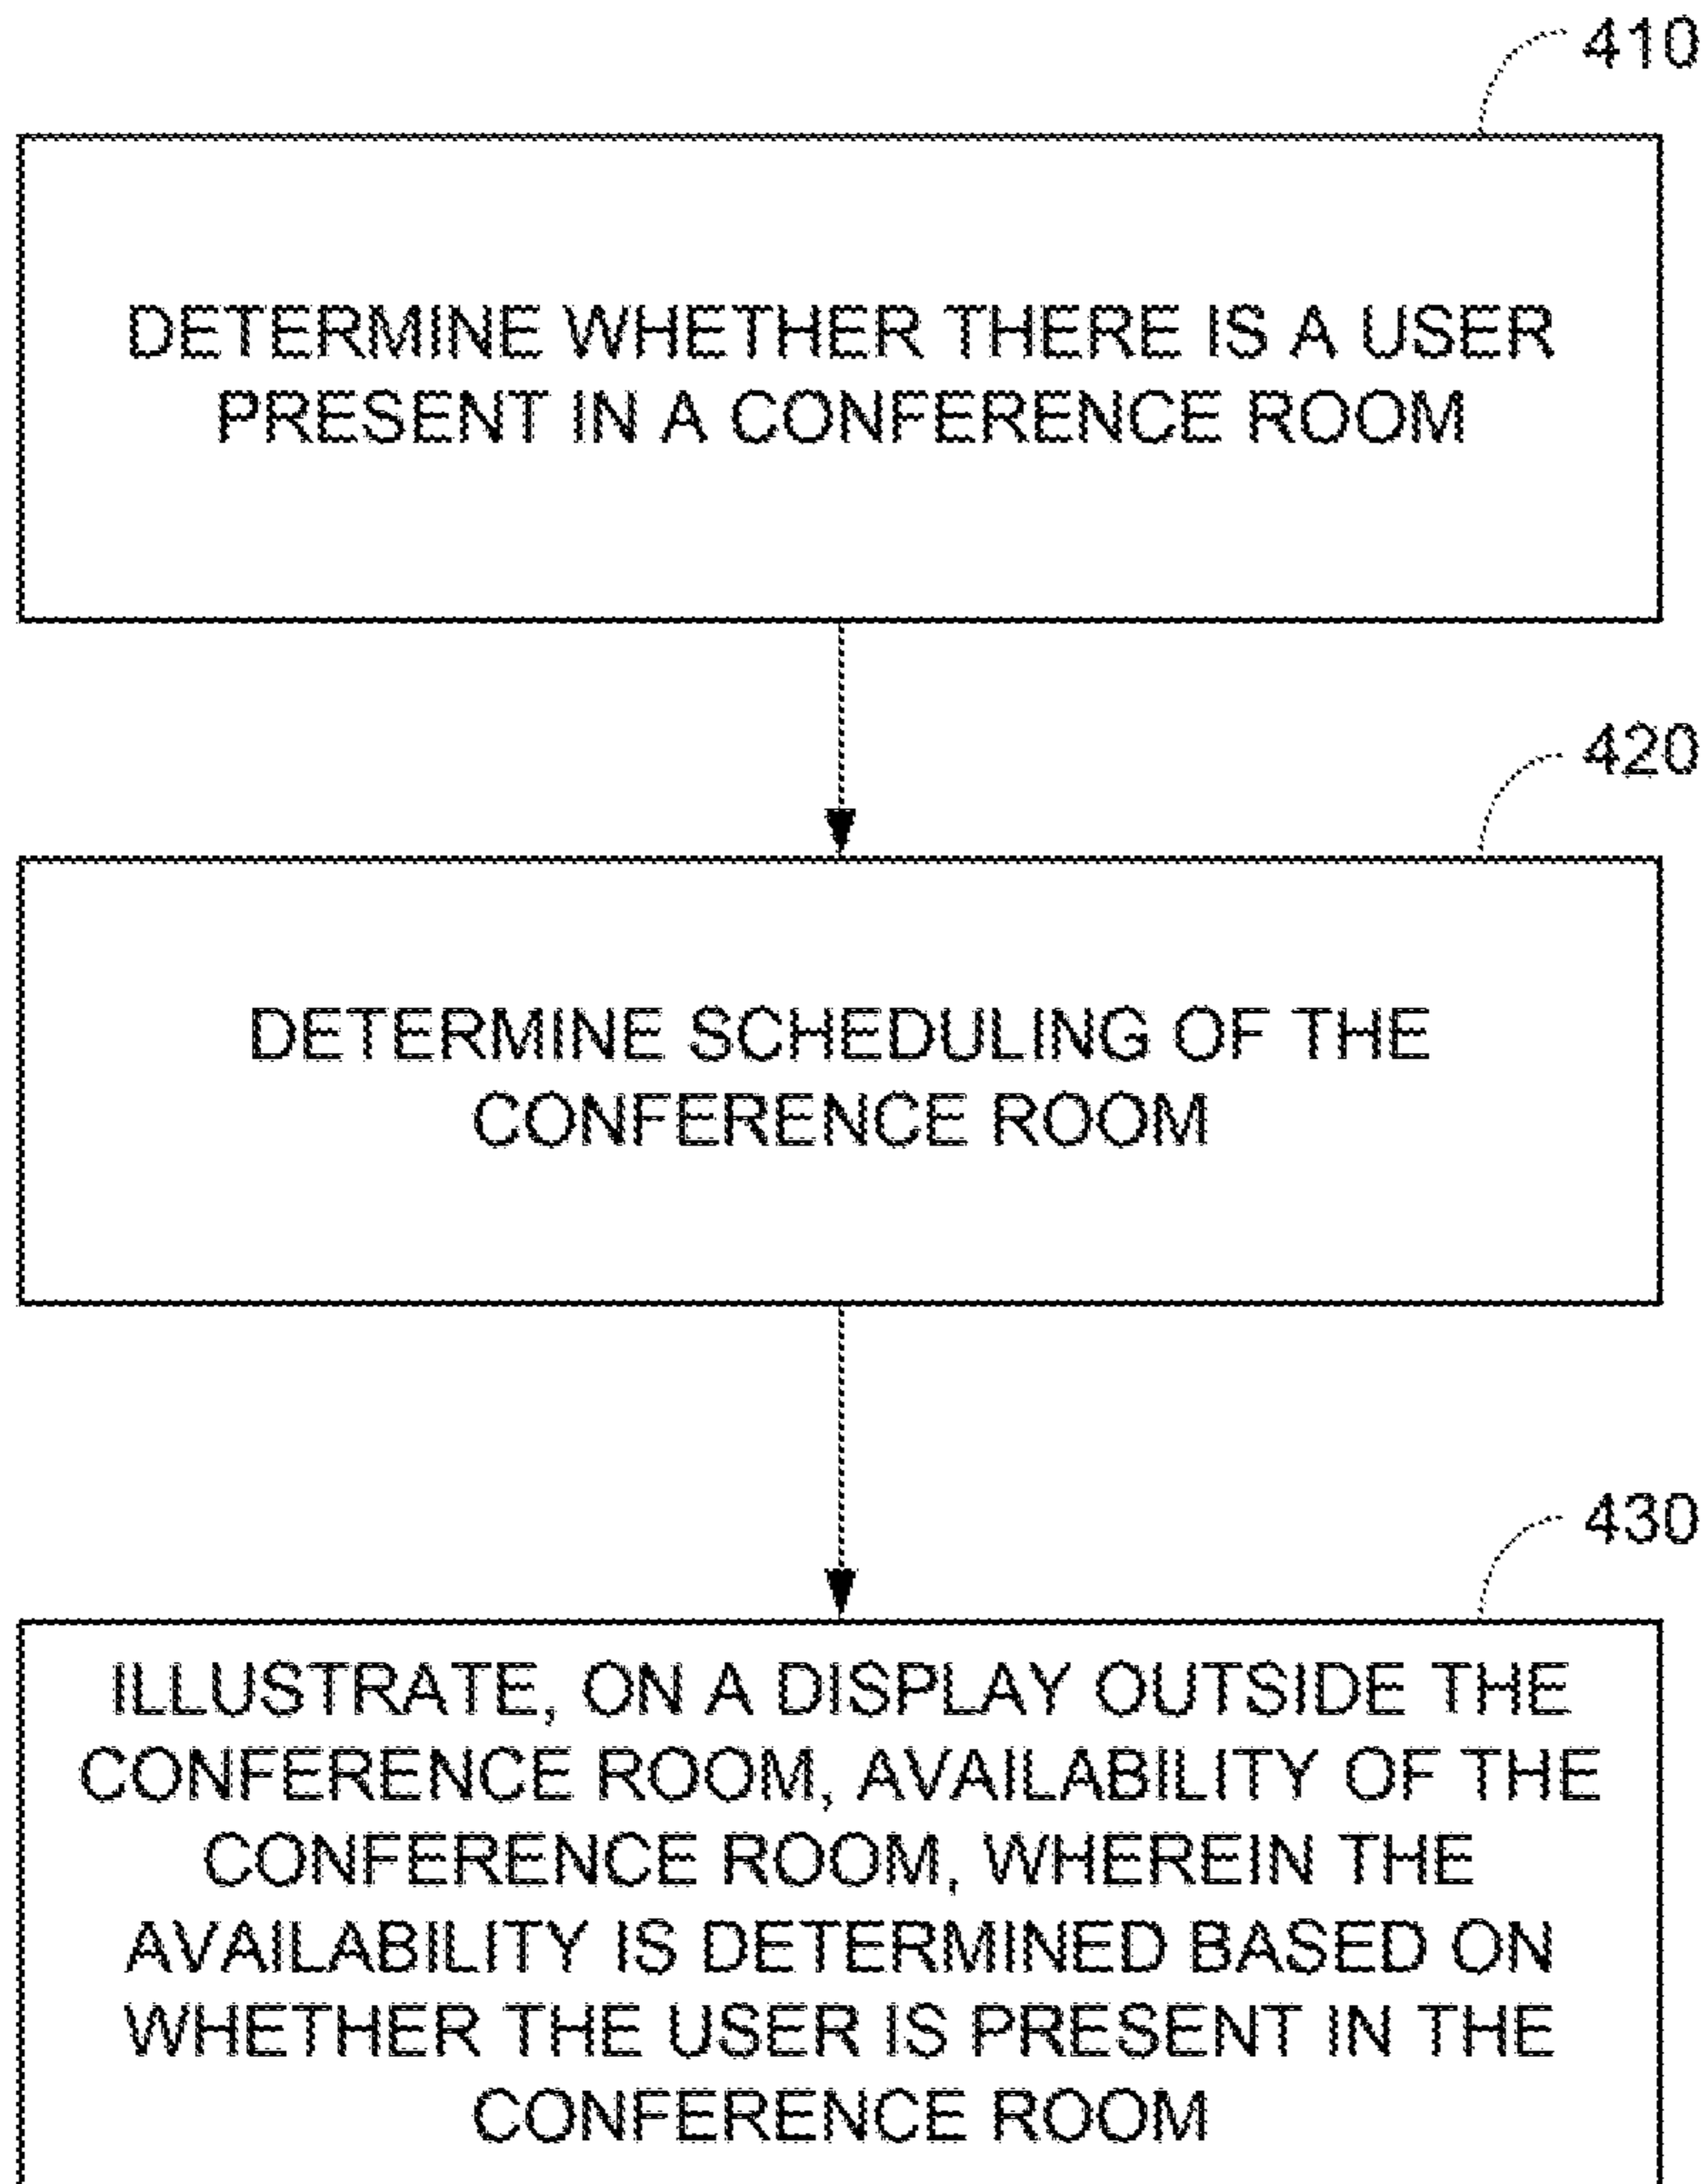 410
DETERMINE WHETHER THERE IS A USER
PRESENT IN A CONFERENCE ROOM
420
DETERMINE SCHEDULING OF THE
CONFERENCE ROOM
430
ILLUSTRATE, ON A DISPLAY OUTSIDE THE
CONFERENCE ROOM, AVAILABILITY OF THE
CONFERENCE ROOM, WHEREIN THE
AVAILABILITY IS DETERMINED BASED ON
WHETHER THE USER IS PRESENT IN THE
CONFERENCE ROOM